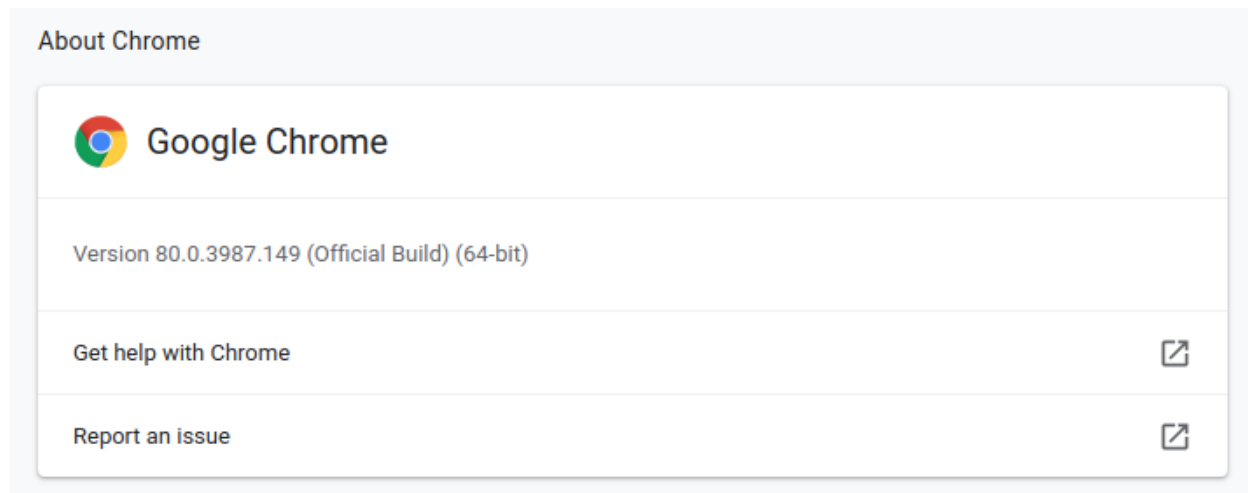 About Chrome
Google Chrome
Version 80.0.3987.149 (Official Build) (64-bit)
Get help with Chrome
Report an issue